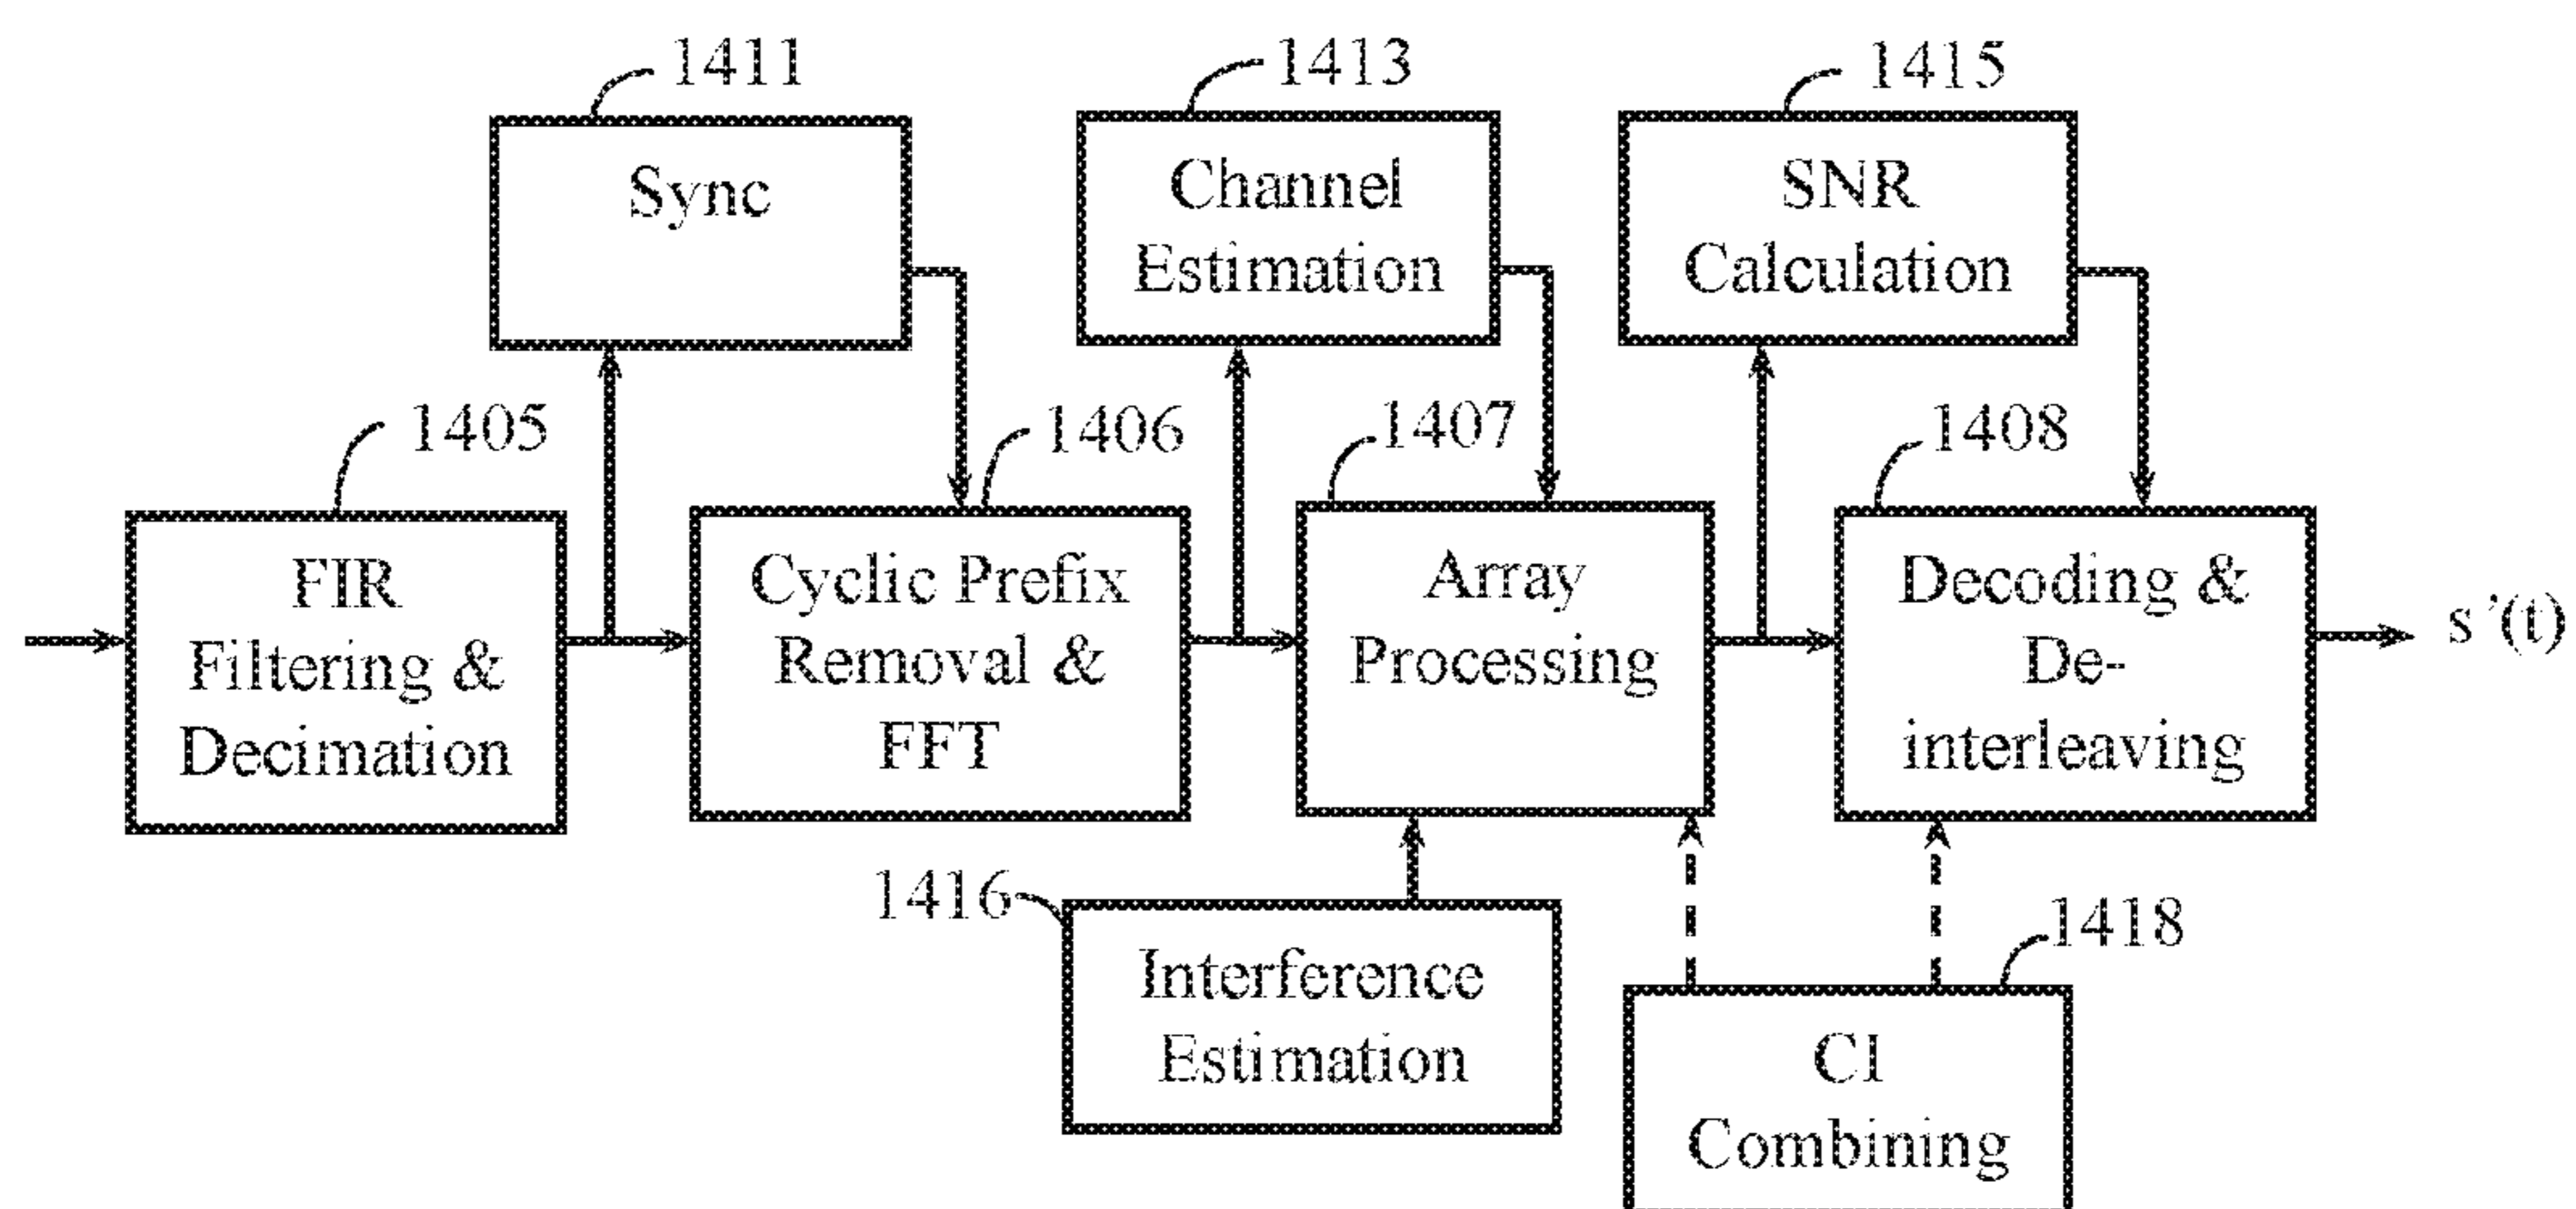 1411
1413
1415
Sync
Channel
Estimation
SNR
Calculation
1405
1406
1407
1408
FIR
Filtering &
Decimation
Cyclic Prefix
Removal &
FFT
Array
Processing
Decoding &
De-
interleaving
s'(t)
1416
Interference
Estimation
1418
CI
Combining